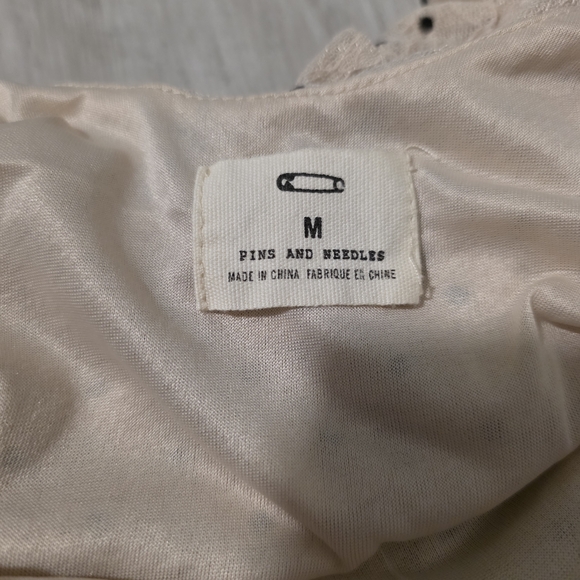 M
PINS AND NEEDLES
MADE IN CHINA FABRIQUE EN CHINE